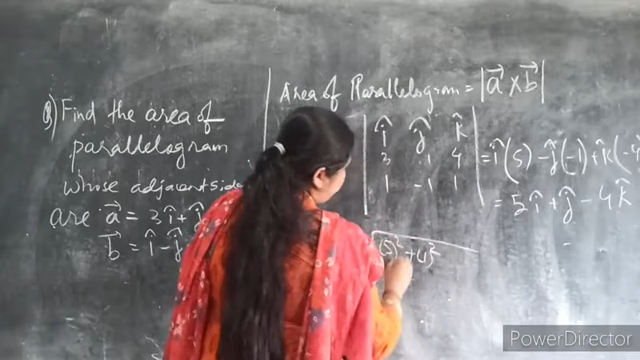 Q) Find the area of
parallelogram
whose adjacent side
are a⃗ = 3î + ĵ
b⃗ = î - ĵ
Area of Parallelogram = |a⃗ × b⃗|
| î ĵ k̂ |
| 3 1 4 | = î(5) - ĵ(-1) + k̂(-4
| 1 -1 1 | = 5î + ĵ - 4k̂
√(5)² + (1)²
PowerDirector